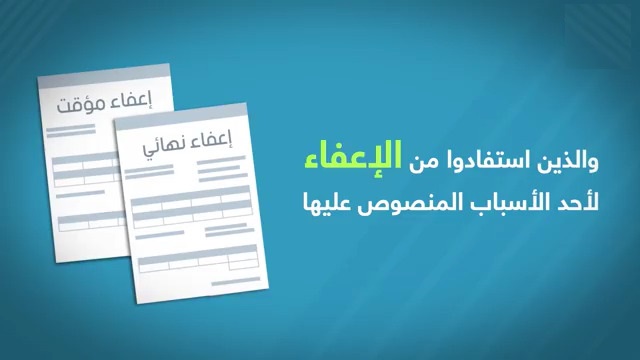 والذين استفادوا من الإعفاء
لأحد الأسباب المنصوص عليها
إعفاء مؤقت
إعفاء نهائي